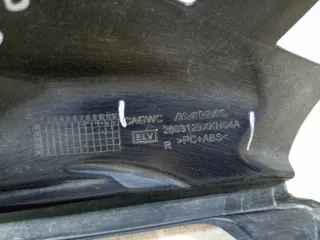 CAGWC HAVAL
ELV 2803129XKN04A
R >PC+ABS<